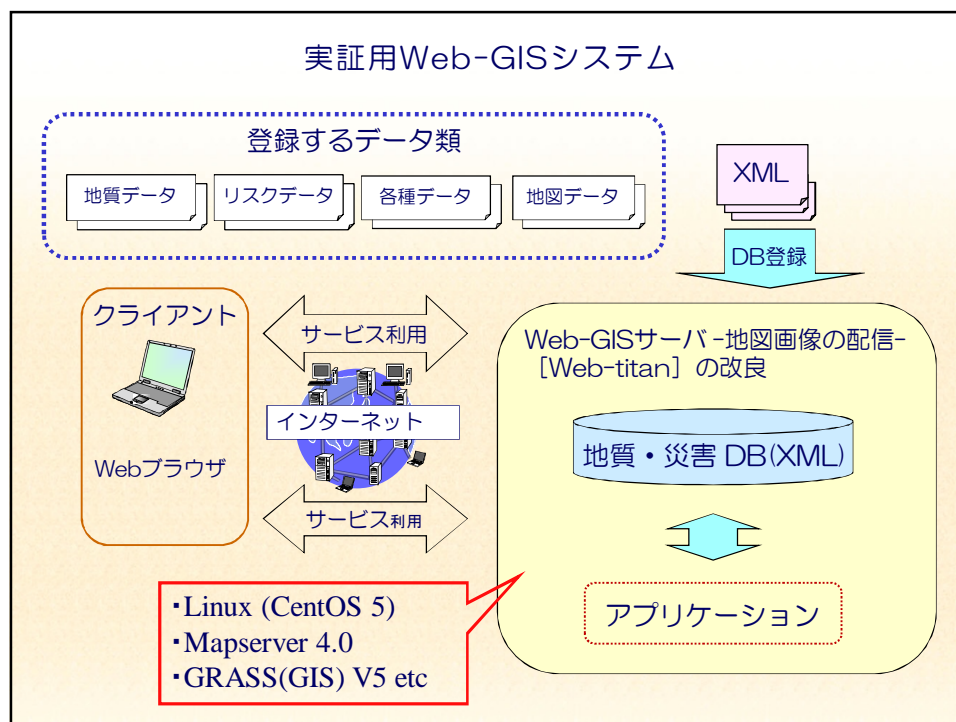 実証用Web-GISシステム
登録するデータ類
地質データ
リスクデータ
各種データ
地図データ
XML
DB登録
クライアント
Webブラウザ
サービス利用
インターネット
サービス利用
Web-GISサーバ -地図画像の配信-
［Web-titan］の改良
地質・災害 DB(XML)
アプリケーション
・Linux (CentOS 5)
・Mapserver 4.0
・GRASS(GIS) V5 etc